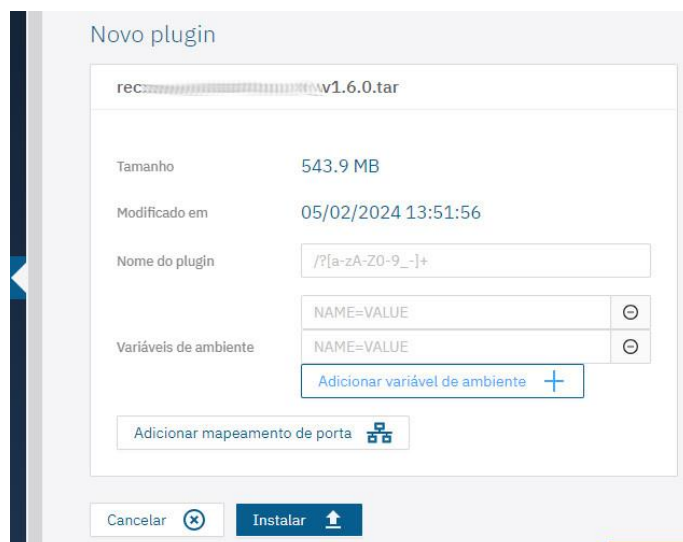 Novo plugin
v1.6.0.tar
Tamanho 543.9 MB
Modificado em 05/02/2024 13:51:56
Nome do plugin /?[a-zA-Z0-9_-]+
NAME=VALUE
Variáveis de ambiente NAME=VALUE
Adicionar variável de ambiente
Adicionar mapeamento de porta
Cancelar Instalar